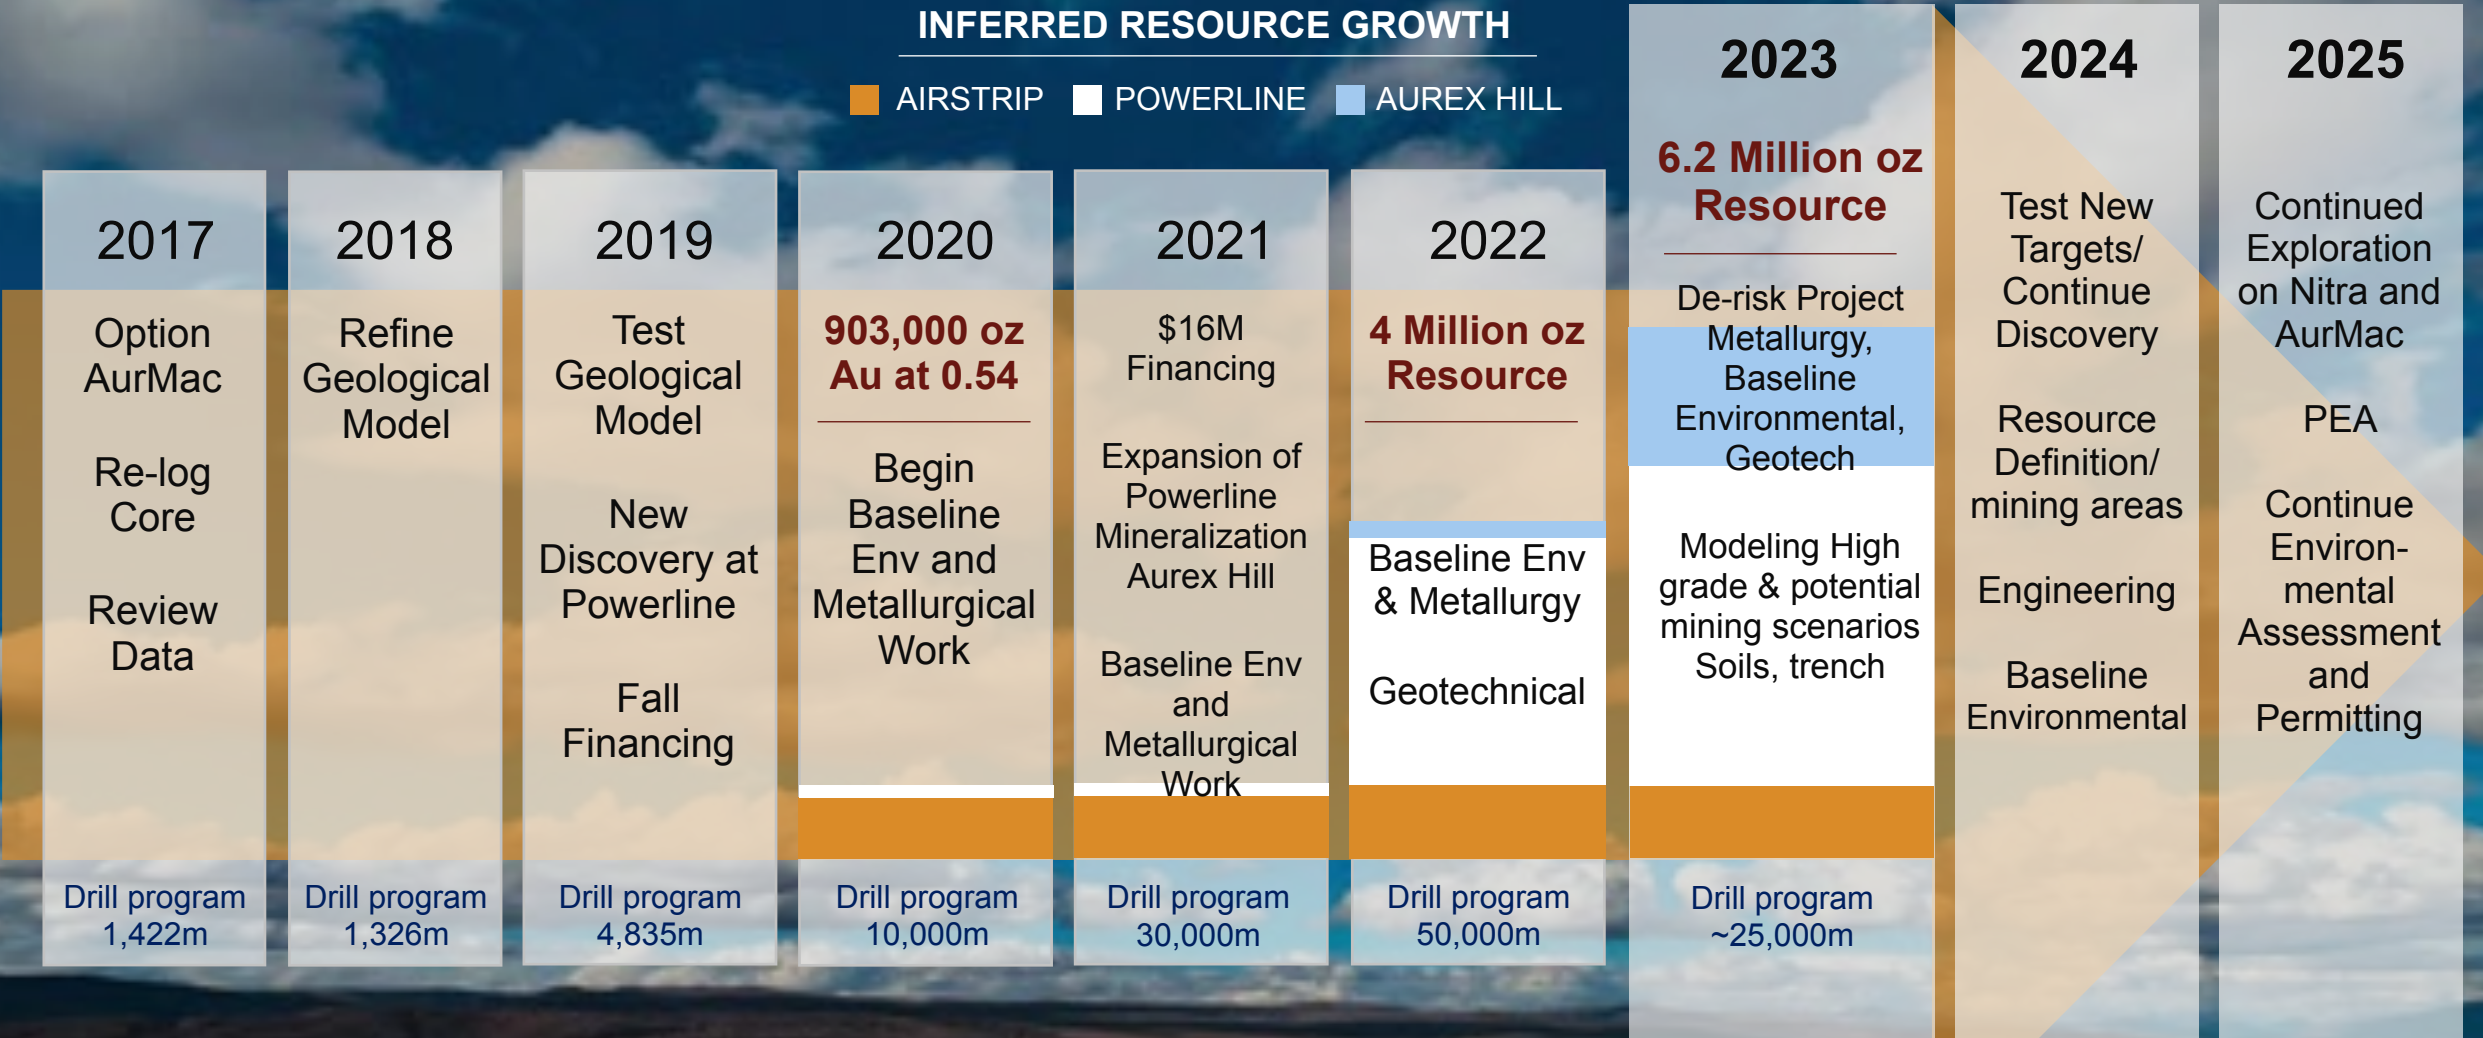 INFERRED RESOURCE GROWTH
AIRSTRIP
POWERLINE
AUREX HILL
2017
Option
AurMac
Re-log
Core
Review
Data
Drill program
1,422m
2018
Refine
Geological
Model
Drill program
1,326m
2019
Test
Geological
Model
New
Discovery at
Powerline
Fall
Financing
Drill program
4,835m
2020
903,000 oz
Au at 0.54
Begin
Baseline
Env and
Metallurgical
Work
Drill program
10,000m
2021
$16M
Financing
Expansion of
Powerline
Mineralization
Aurex Hill
Baseline Env
and
Metallurgical
Work
Drill program
30,000m
2022
4 Million oz
Resource
Baseline Env
& Metallurgy
Geotechnical
Drill program
50,000m
2023
6.2 Million oz
Resource
De-risk Project
Metallurgy,
Baseline
Environmental,
Geotech
Modeling High
grade & potential
mining scenarios
Soils, trench
Drill program
~25,000m
2024
Test New
Targets/
Continue
Discovery
Resource
Definition/
mining areas
Engineering
Baseline
Environmental
2025
Continued
Exploration
on Nitra and
AurMac
PEA
Continue
Environ-
mental
Assessment
and
Permitting